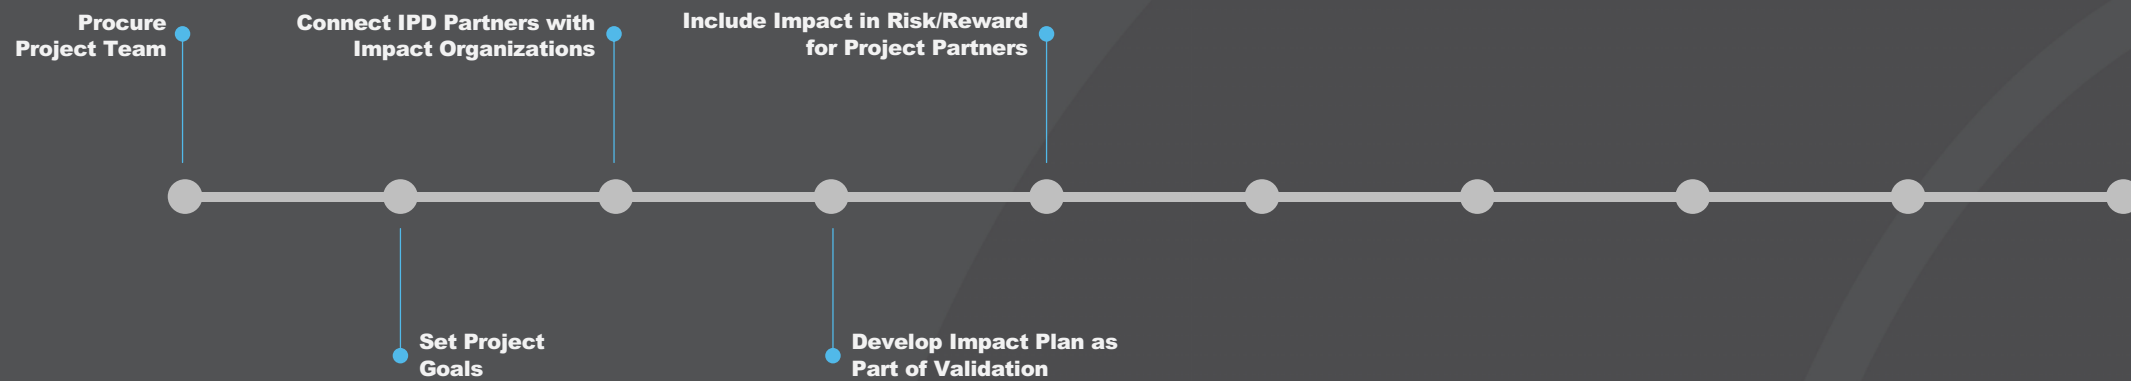 Procure
Project Team
Connect IPD Partners with
Impact Organizations
Include Impact in Risk/Reward
for Project Partners
Set Project
Goals
Develop Impact Plan as
Part of Validation